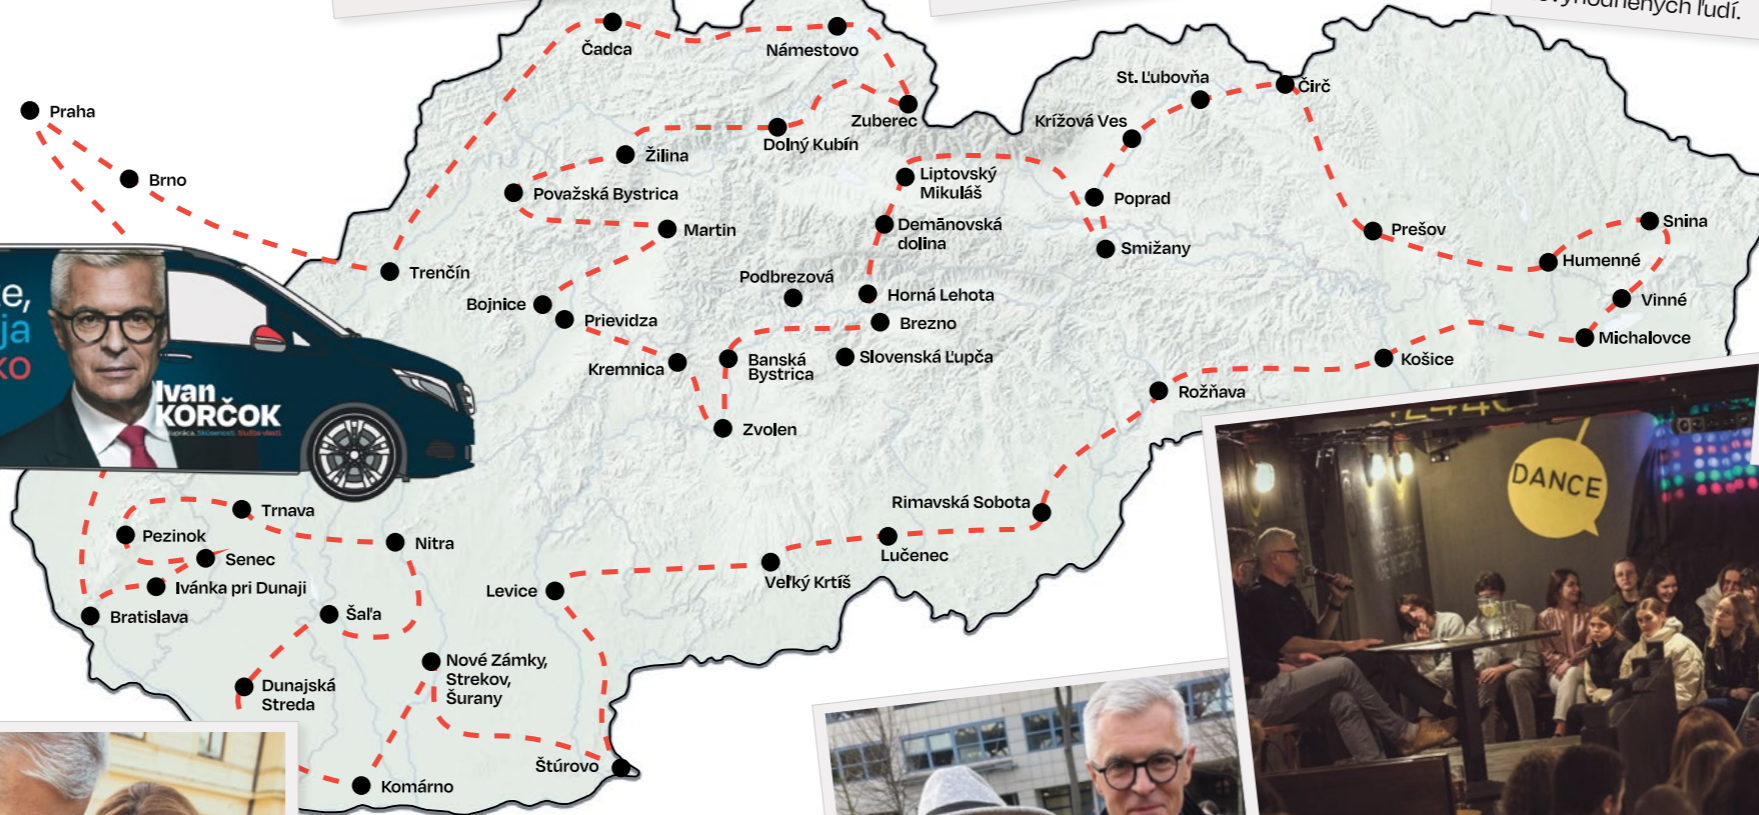 vyhodnených ľudí.
Čadca
Námestovo
St. Ľubovňa
Čirč
Praha
Zuberec
Krížová Ves
Dolný Kubín
Žilina
Brno
Liptovský
Mikuláš
Považská Bystrica
Poprad
Martin
Demänovská
dolina
Prešov
Snina
Smižany
Humenné
Trenčín
Podbrezová
Horná Lehota
Vinné
Bojnice
Prievidza
Brezno
Michalovce
Banská
Bystrica
Slovenská Ľupča
Košice
Kremnica
Rožňava
Zvolen
Ivan
KORČOK
Trnava
Rimavská Sobota
DANCE
Pezinok
Nitra
Senec
Lučenec
Veľký Krtíš
Ivánka pri Dunaji
Levice
Bratislava
Šaľa
Nové Zámky,
Strekov,
Šurany
Dunajská
Streda
Štúrovo
Komárno